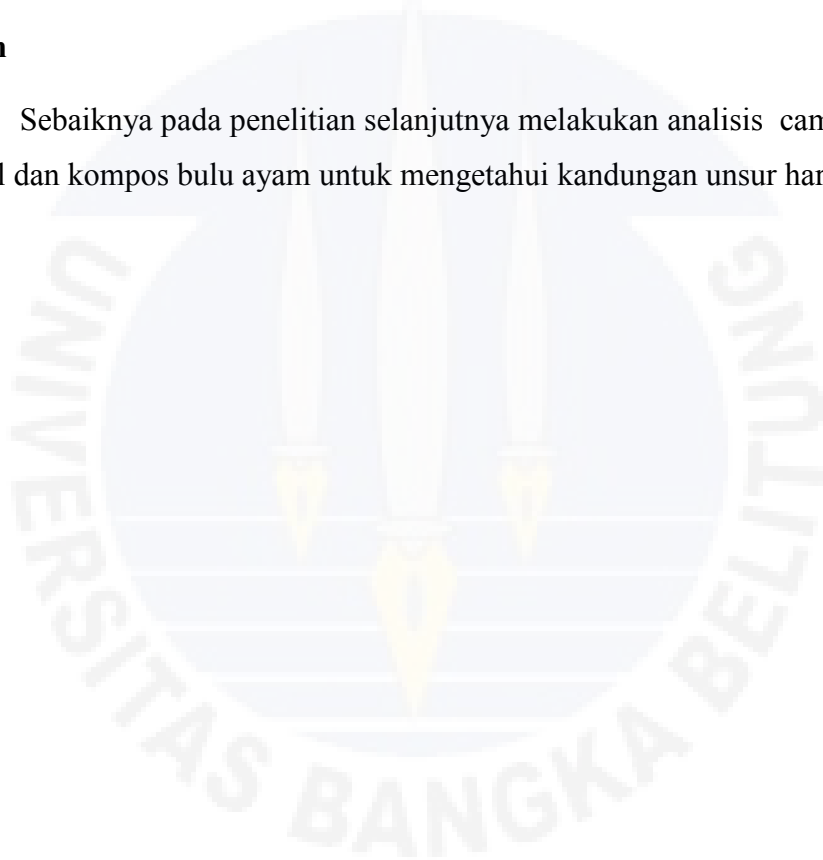 n
Sebaiknya pada penelitian selanjutnya melakukan analisis cam
l dan kompos bulu ayam untuk mengetahui kandungan unsur har
UNIVERSITAS BANGKA BELITUNG